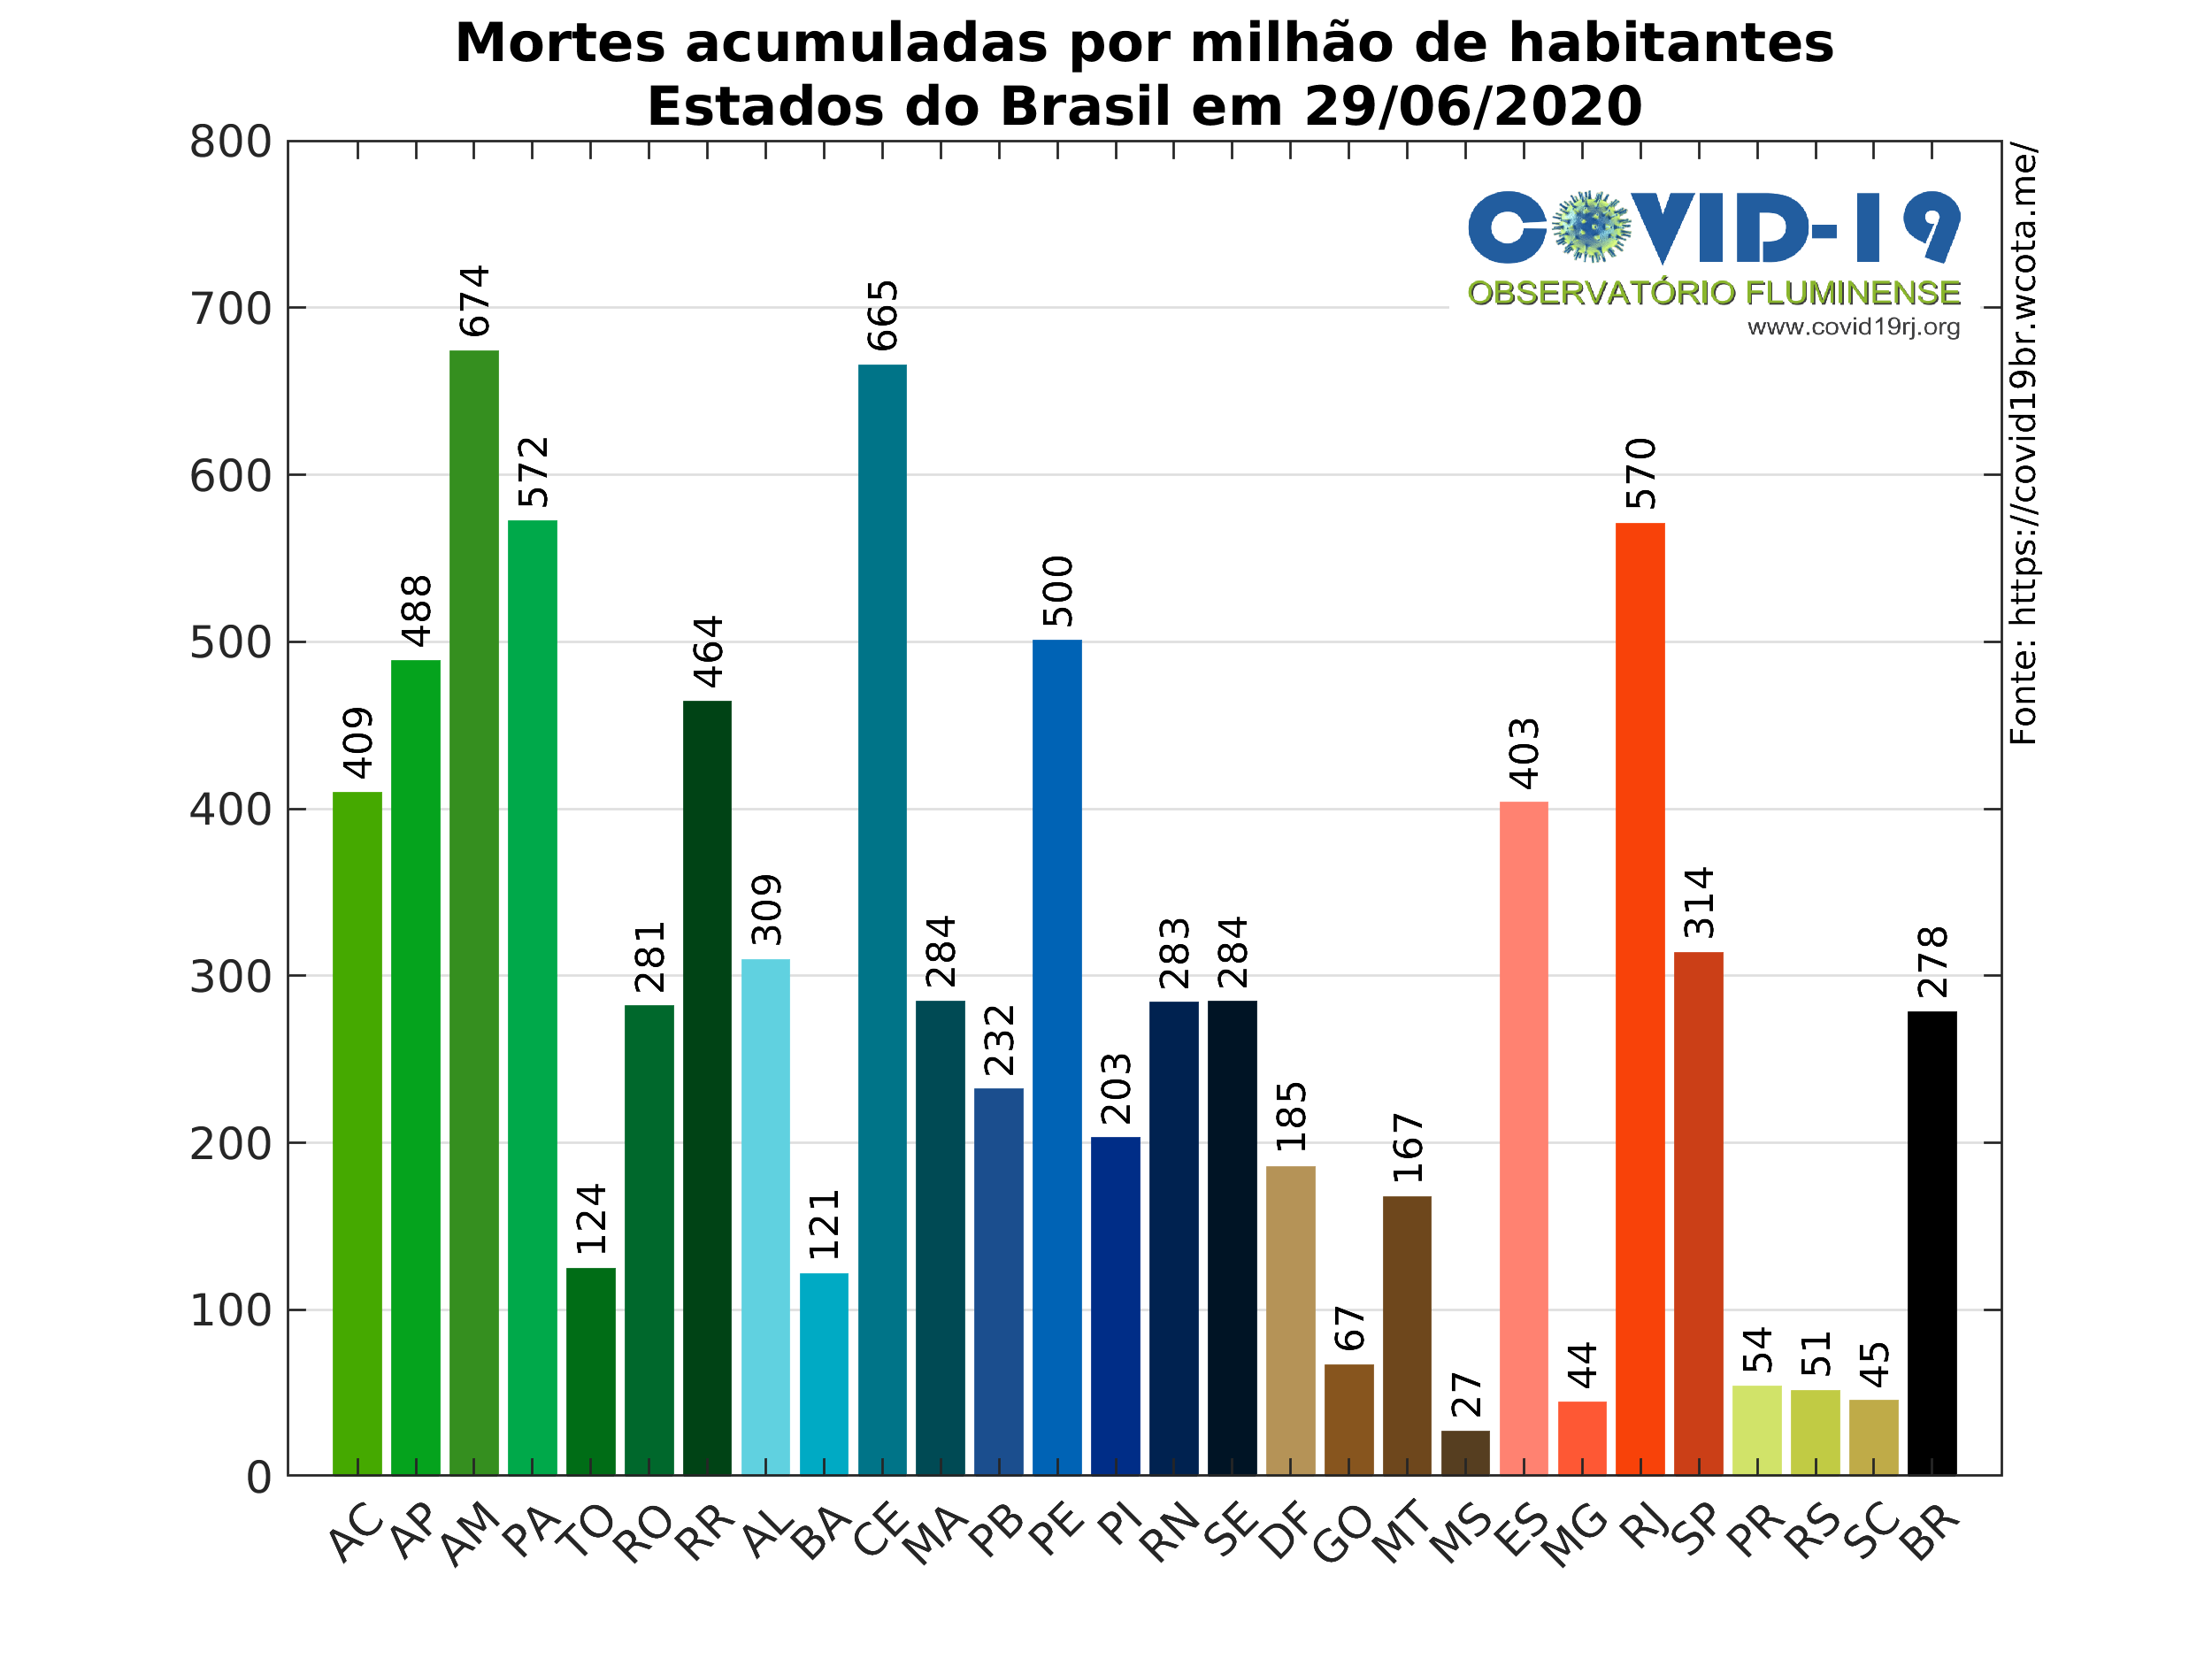 Mortes acumuladas por milhão de habitantes
Estados do Brasil em 29/06/2020
800
700
600
500
400
300
200
100
0
409
488
674
572
124
281
464
309
121
665
284
232
500
203
283
284
185
67
167
27
403
44
570
314
54
51
45
278
AC
AP
AM
PA
TO
RO
RR
AL
BA
CE
MA
PB
PE
PI
RN
SE
DF
GO
MT
MS
ES
MG
RJ
SP
PR
RS
SC
BR
COVID-19
OBSERVATÓRIO FLUMINENSE
www.covid19rj.org
Fonte: https://covid19br.wcota.me/